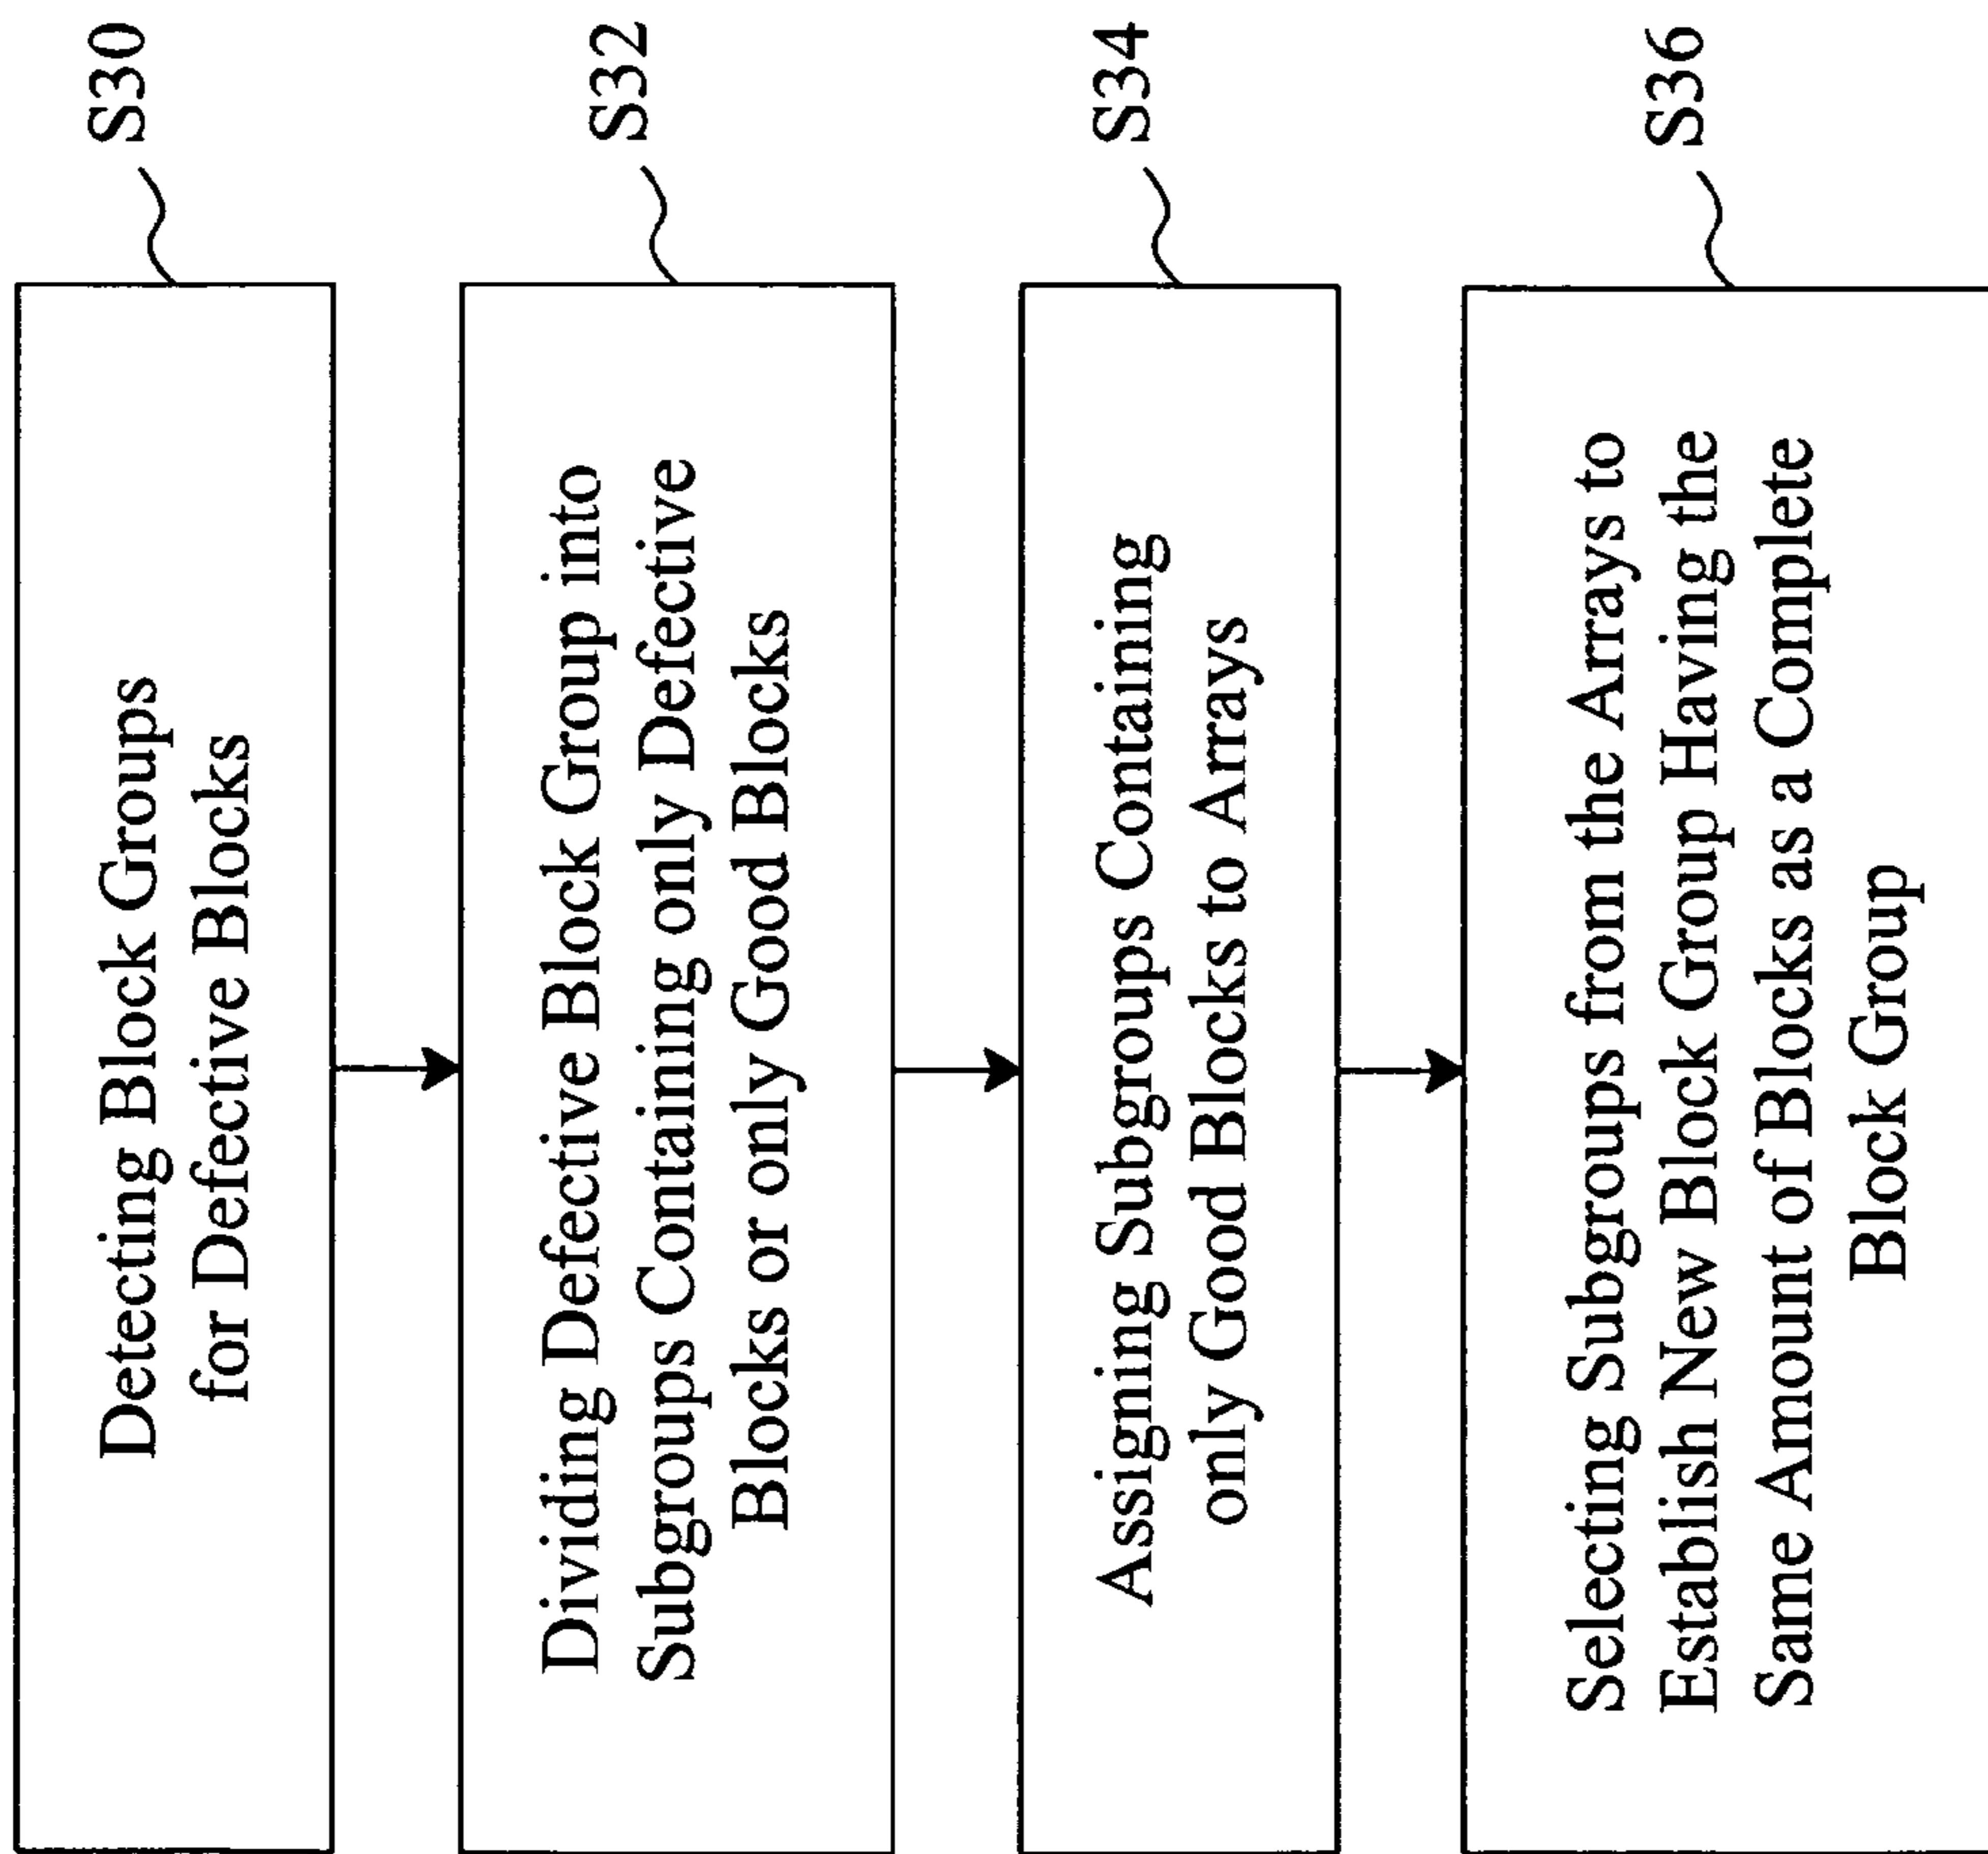 Detecting Block Groups
for Defective Blocks
S30
Dividing Defective Block Group into
Subgroups Containing only Defective
Blocks or only Good Blocks
S32
Assigning Subgroups Containing
only Good Blocks to Arrays
S34
Selecting Subgroups from the Arrays to
Establish New Block Group Having the
Same Amount of Blocks as a Complete
Block Group
S36